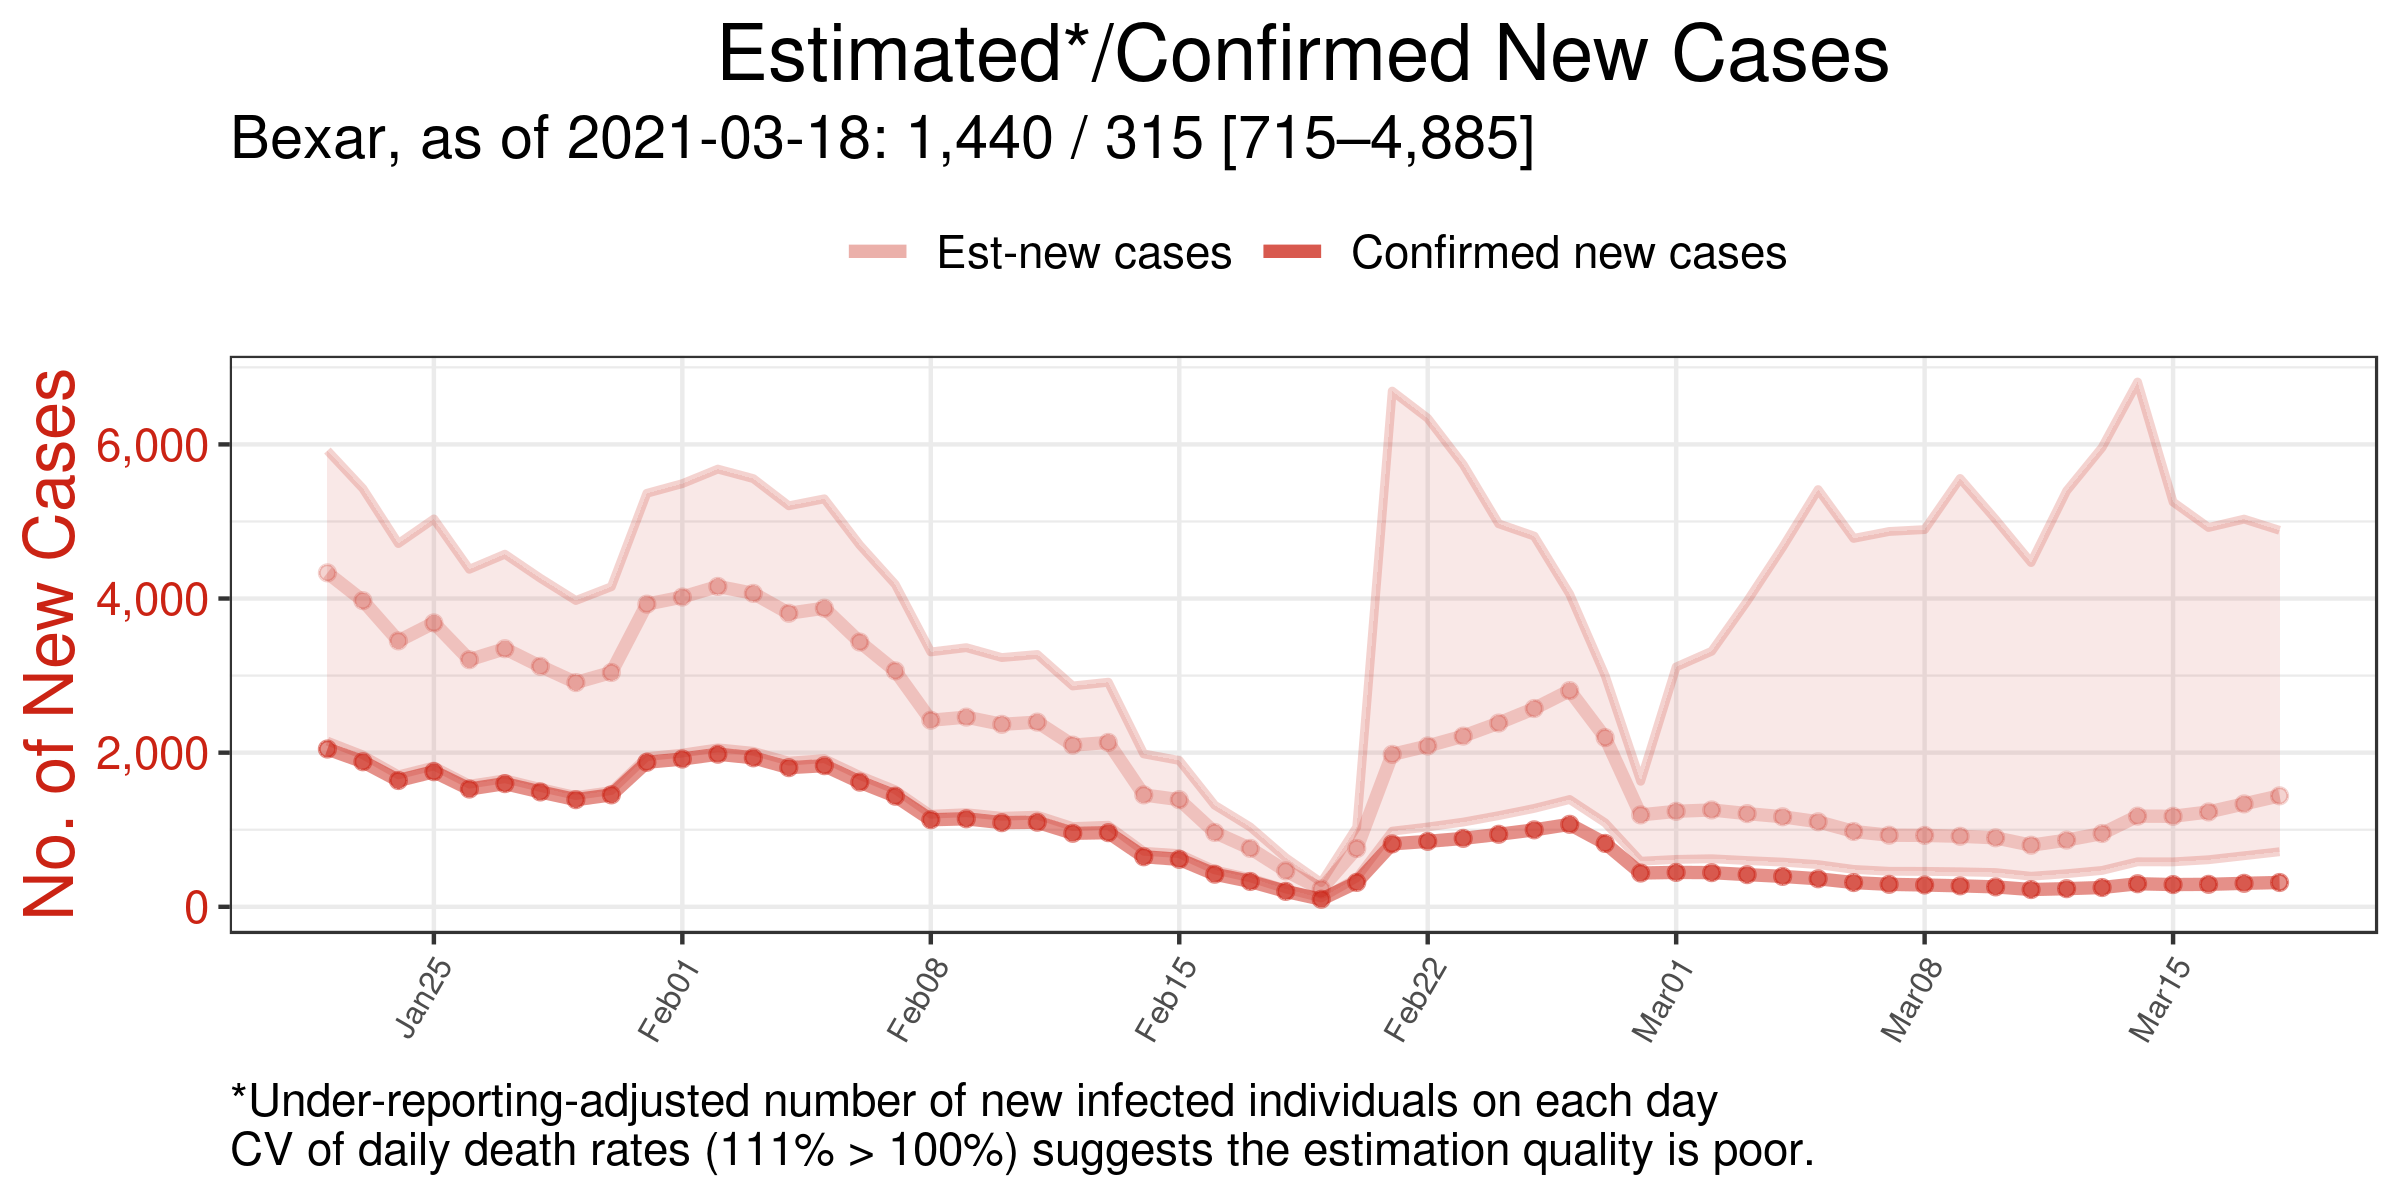 Estimated*/Confirmed New Cases
Bexar, as of 2021-03-18: 1,440 / 315 [715–4,885]
Est-new cases
Confirmed new cases
No. of New Cases
6,000
4,000
2,000
0
Jan25
Feb01
Feb08
Feb15
Feb22
Mar01
Mar08
Mar15
*Under-reporting-adjusted number of new infected individuals on each day
CV of daily death rates (111% > 100%) suggests the estimation quality is poor.